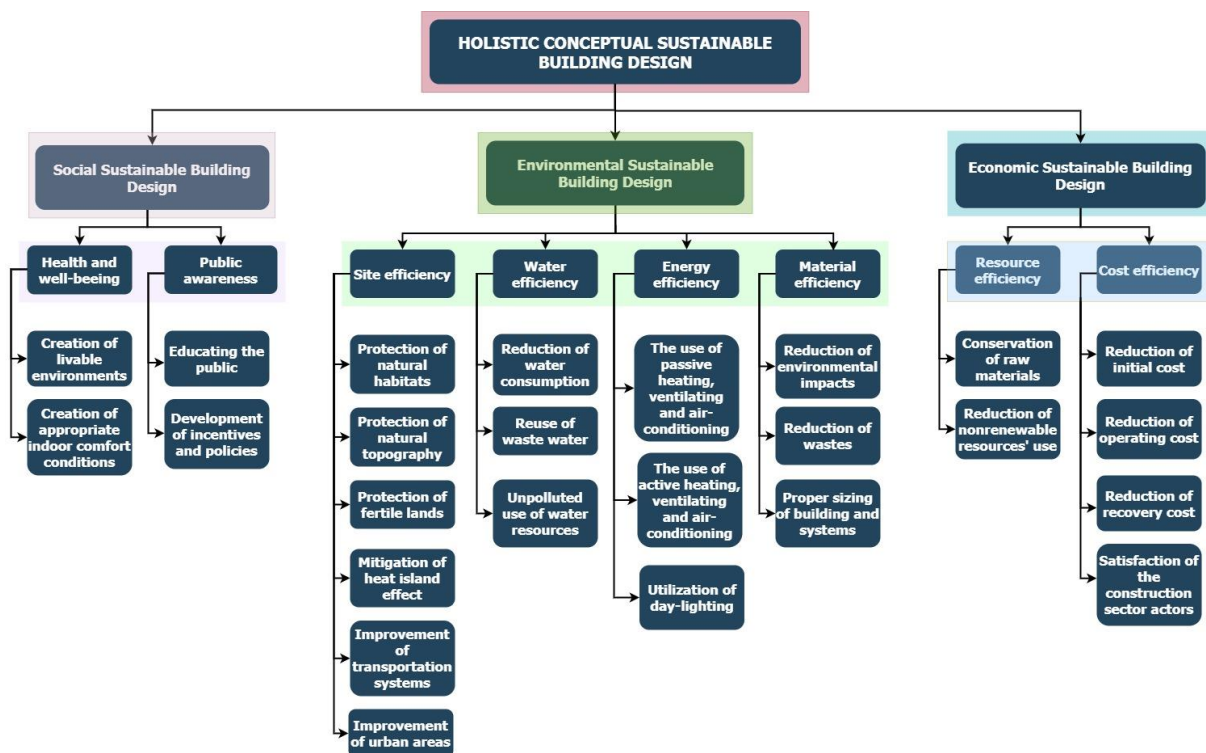 HOLISTIC CONCEPTUAL SUSTAINABLE
BUILDING DESIGN
Social Sustainable Building
Design
Environmental Sustainable
Building Design
Economic Sustainable Building
Design
Health and
well-beeing
Public
awareness
Site efficiency
Water
efficiency
Energy
efficiency
Material
efficiency
Resource
efficiency
Cost efficiency
Creation of
livable
environments
Creation of
appropriate
indoor comfort
conditions
Educating the
public
Development
of incentives
and policies
Protection of
natural
habitats
Protection of
natural
topography
Protection of
fertile lands
Mitigation of
heat island
effect
Improvement
of
transportation
systems
Improvement
of urban areas
Reduction of
water
consumption
Reuse of
waste water
Unpolluted
use of water
resources
The use of
passive
heating,
ventilating
and air-
conditioning
The use of
active heating,
ventilating
and air-
conditioning
Utilization of
day-lighting
Reduction of
environmental
impacts
Reduction of
wastes
Proper sizing
of building and
systems
Conservation
of raw
materials
Reduction of
nonrenewable
resources' use
Reduction of
initial cost
Reduction of
operating cost
Reduction of
recovery cost
Satisfaction of
the
construction
sector actors